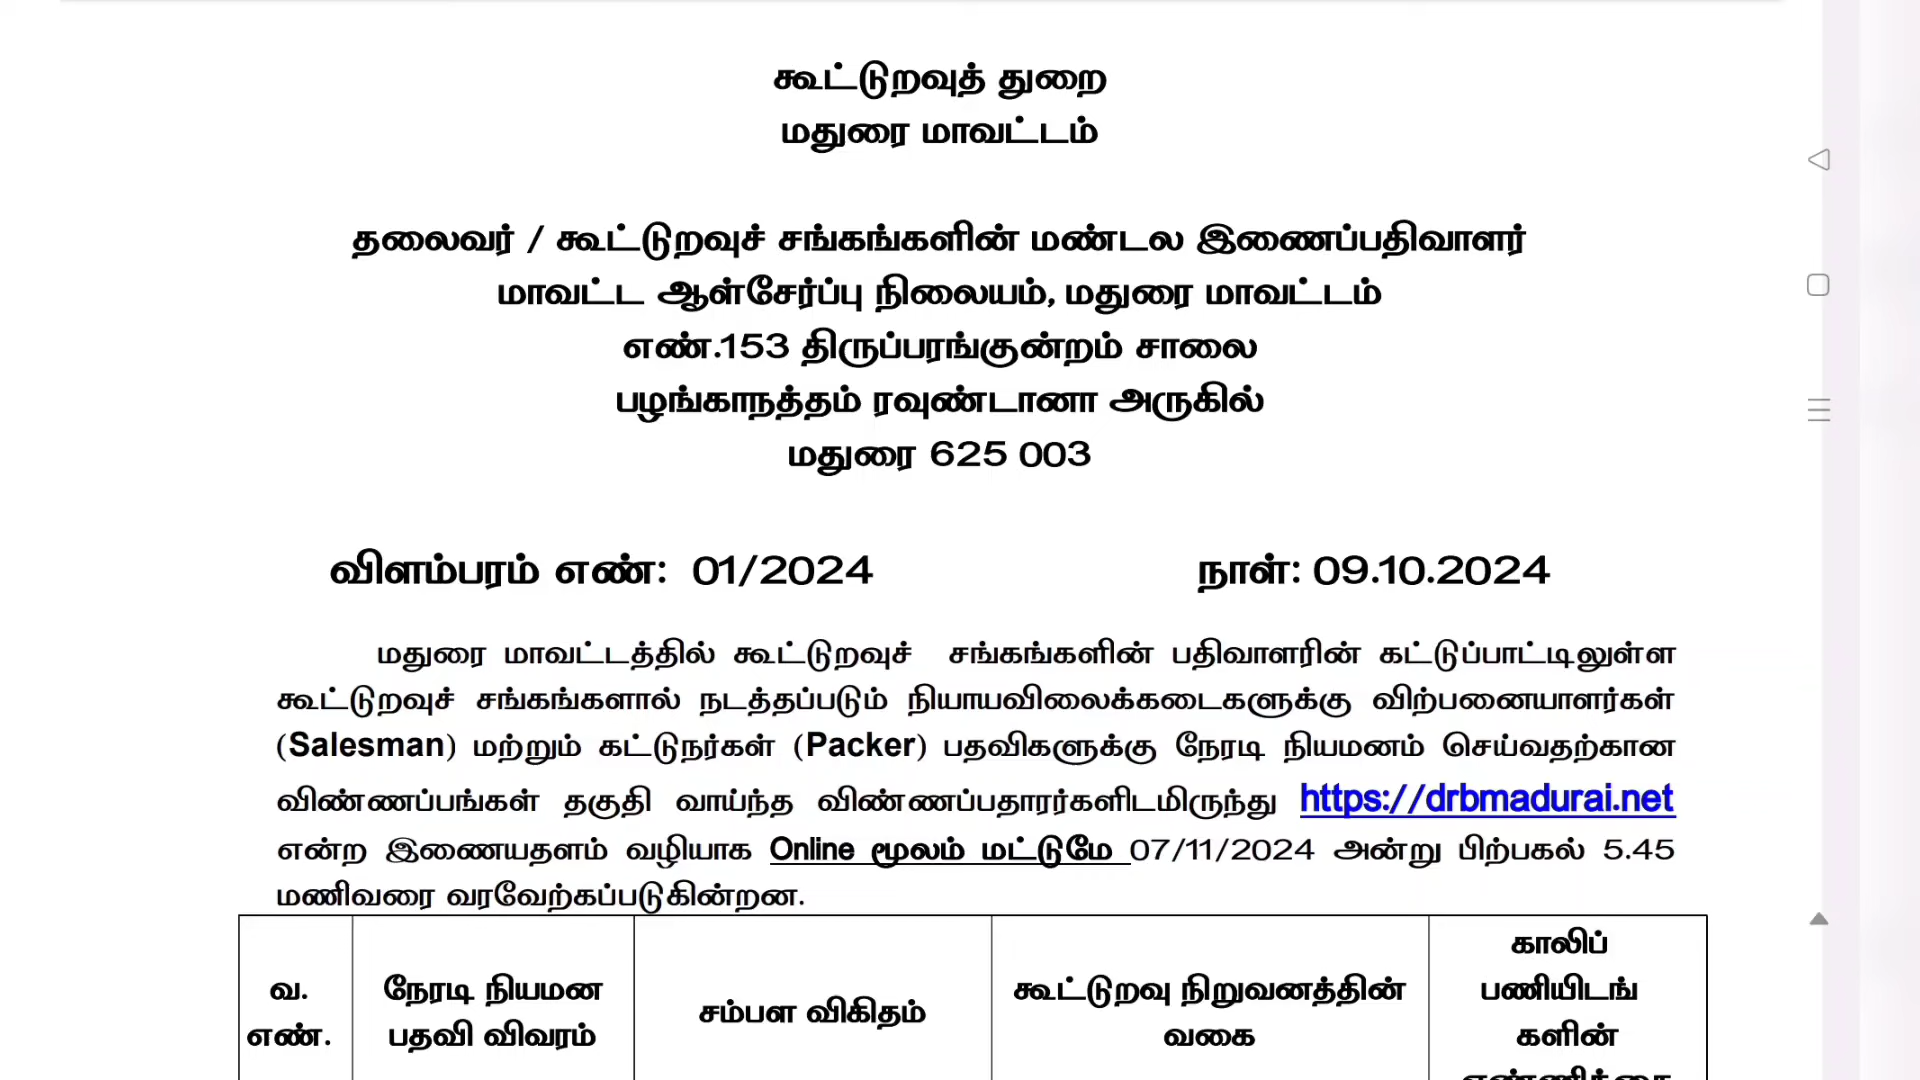 கூட்டுறவுத் துறை
மதுரை மாவட்டம்
தலைவர் / கூட்டுறவுச் சங்கங்களின் மண்டல இணைப்பதிவாளர்
மாவட்ட ஆள்சேர்ப்பு நிலையம், மதுரை மாவட்டம்
எண்.153 திருப்பரங்குன்றம் சாலை
பழங்காநத்தம் ரவுண்டானா அருகில்
மதுரை 625 003
விளம்பரம் எண்: 01/2024 நாள்: 09.10.2024
மதுரை மாவட்டத்தில் கூட்டுறவுச் சங்கங்களின் பதிவாளரின் கட்டுப்பாட்டிலுள்ள
கூட்டுறவுச் சங்கங்களால் நடத்தப்படும் நியாயவிலைக்கடைகளுக்கு விற்பனையாளர்கள்
(Salesman) மற்றும் கட்டுநர்கள் (Packer) பதவிகளுக்கு நேரடி நியமனம் செய்வதற்கான
விண்ணப்பங்கள் தகுதி வாய்ந்த விண்ணப்பதாரர்களிடமிருந்து https://drbmadurai.net
என்ற இணையதளம் வழியாக Online மூலம் மட்டுமே 07/11/2024 அன்று பிற்பகல் 5.45
மணிவரை வரவேற்கப்படுகின்றன.
வ.
எண்.
நேரடி நியமன
பதவி விவரம்
சம்பள விகிதம்
கூட்டுறவு நிறுவனத்தின்
வகை
காலிப்
பணியிடங்
களின்